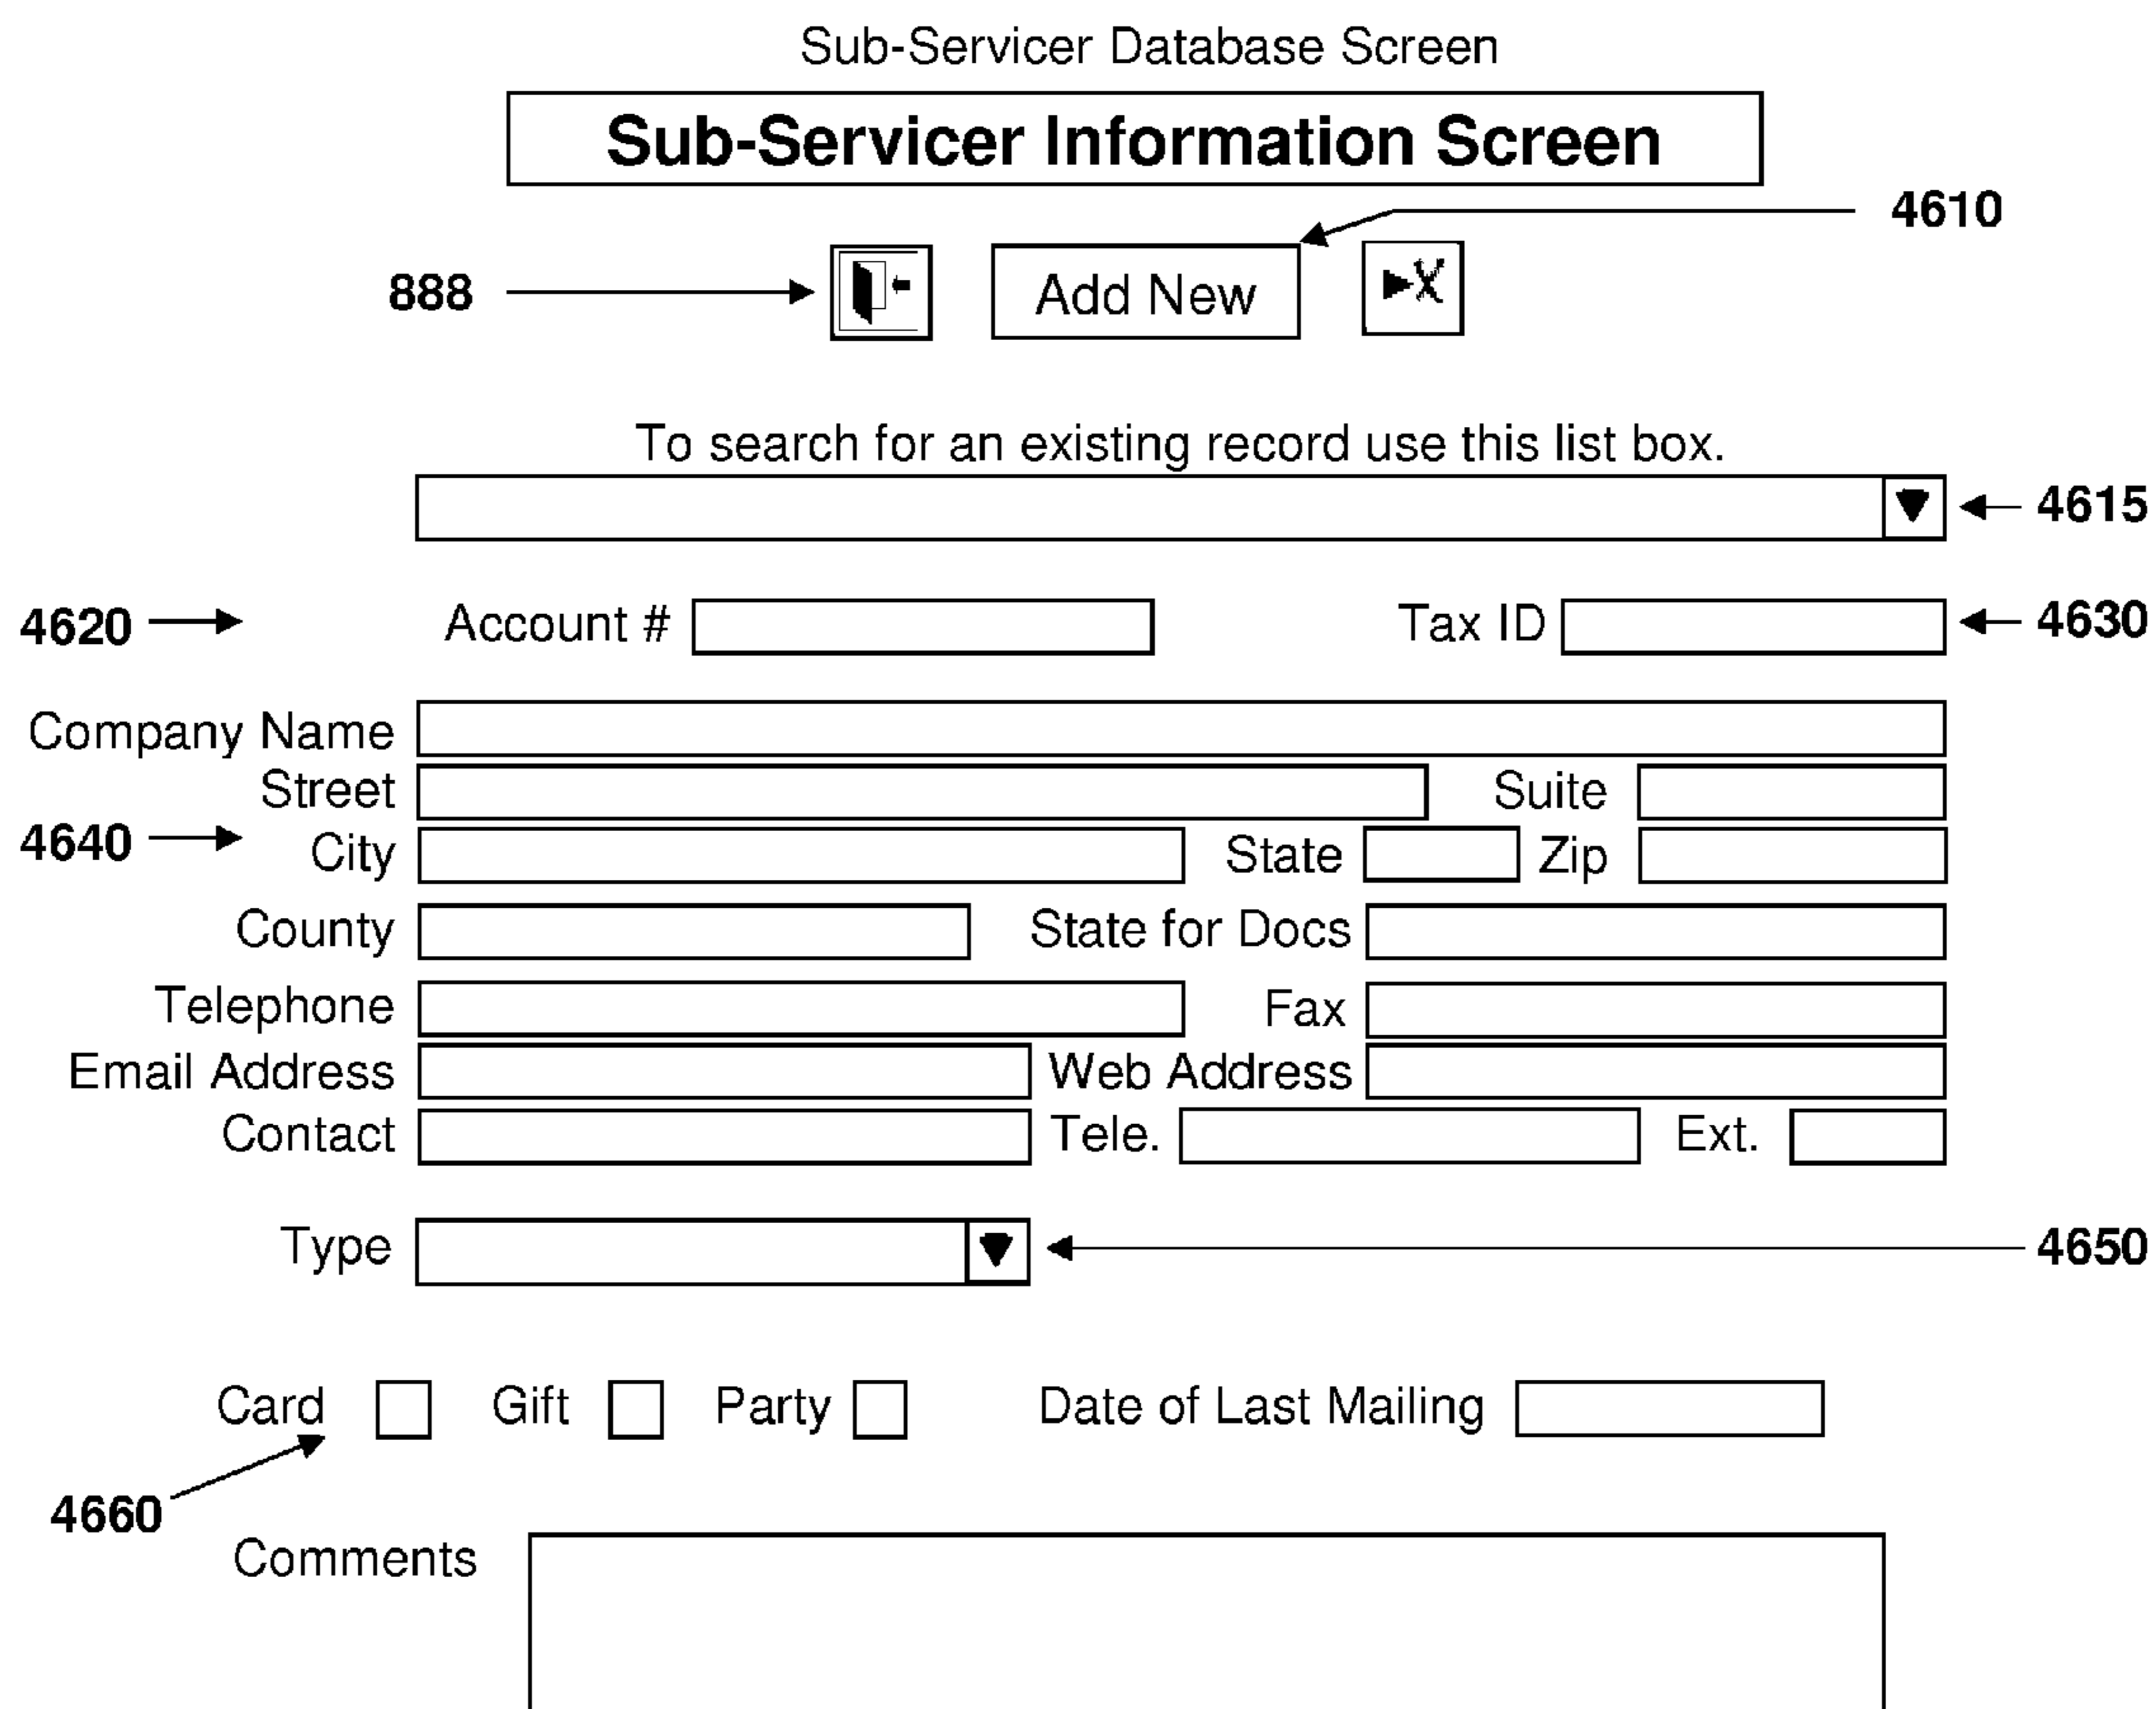 Sub-Servicer Database Screen
Sub-Servicer Information Screen
4610
888
Add New
To search for an existing record use this list box.
4615
4620 Account # Tax ID 4630
Company Name
Street Suite
4640 City State Zip
County State for Docs
Telephone Fax
Email Address Web Address
Contact Tele. Ext.
Type 4650
Card Gift Party Date of Last Mailing
4660
Comments